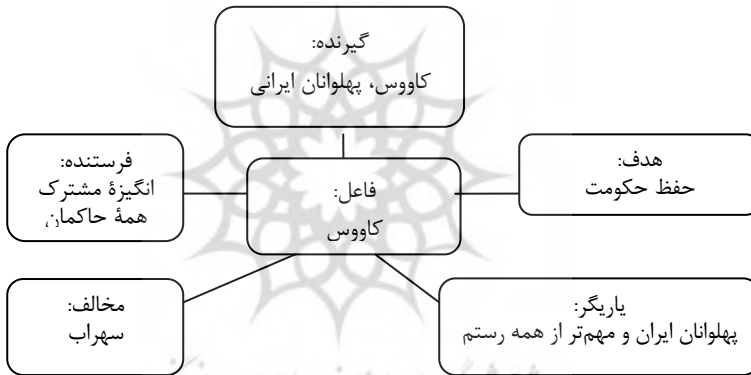 گیرنده:
کاووس، پهلوانان ایرانی
هدف:
حفظ حکومت
فاعل:
کاووس
فرستنده:
انگیزهٔ مشترک
همهٔ حاکمان
یاریگر:
پهلوانان ایران و مهم‌تر از همه رستم
مخالف:
سهراب